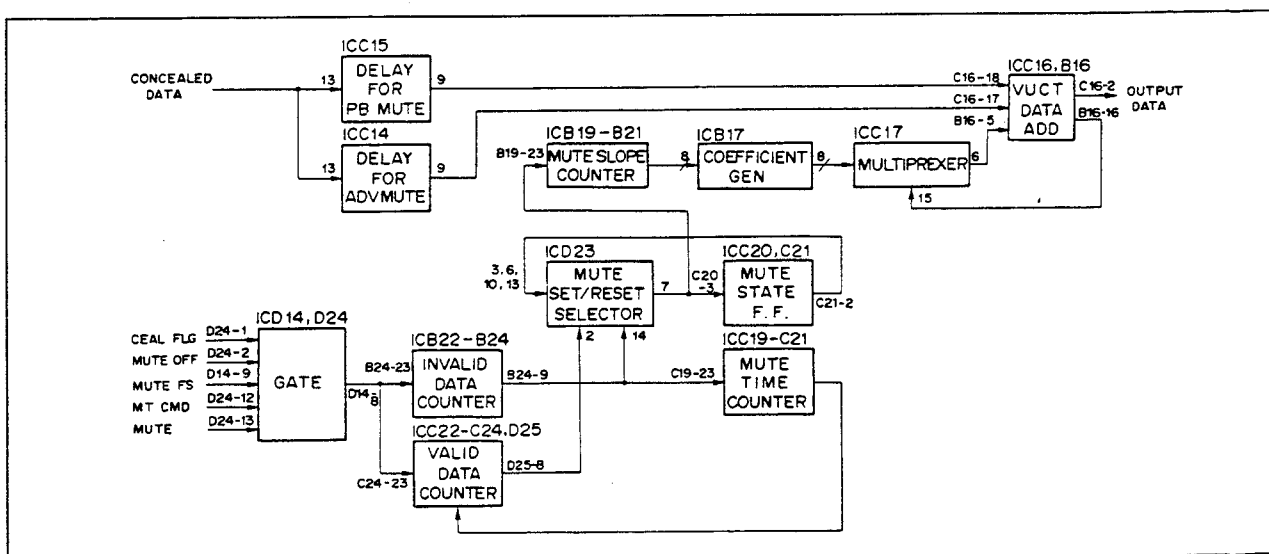 ICC15
CONCEALED
DATA
13
DELAY
FOR
PB MUTE
9
C16-18
ICC16, B16
VUCT
DATA
ADD
C16-2
OUTPUT
DATA
B16-16
ICC14
13
DELAY
FOR
ADVMUTE
9
C16-17
B16-5
B19-23
ICB19-B21
MUTE SLOPE
COUNTER
8
ICB17
COEFFICIENT
GEN
8
ICC17
MULTIPREXER
6
15
ICD23
3,6,
10,13
MUTE
SET/RESET
SELECTOR
7
2
14
C20
-3
ICC20, C21
MUTE
STATE
F.F.
C21-2
ICD14, D24
CEAL FLG D24-1
MUTE OFF D24-2
MUTE FS D14-9
MT CMD D24-12
MUTE D24-13
GATE
D14-
8
B24-23
ICB22-B24
INVALID
DATA
COUNTER
B24-9
C19-23
ICC19-C21
MUTE
TIME
COUNTER
ICC22-C24, D25
C24-23
VALID
DATA
COUNTER
D25-8